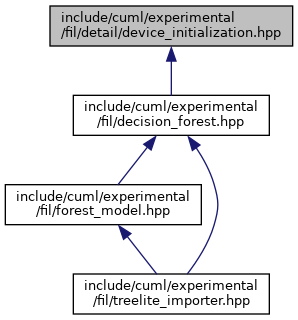 include/cuml/experimental
/fil/detail/device_initialization.hpp
include/cuml/experimental
/fil/decision_forest.hpp
include/cuml/experimental
/fil/forest_model.hpp
include/cuml/experimental
/fil/treelite_importer.hpp